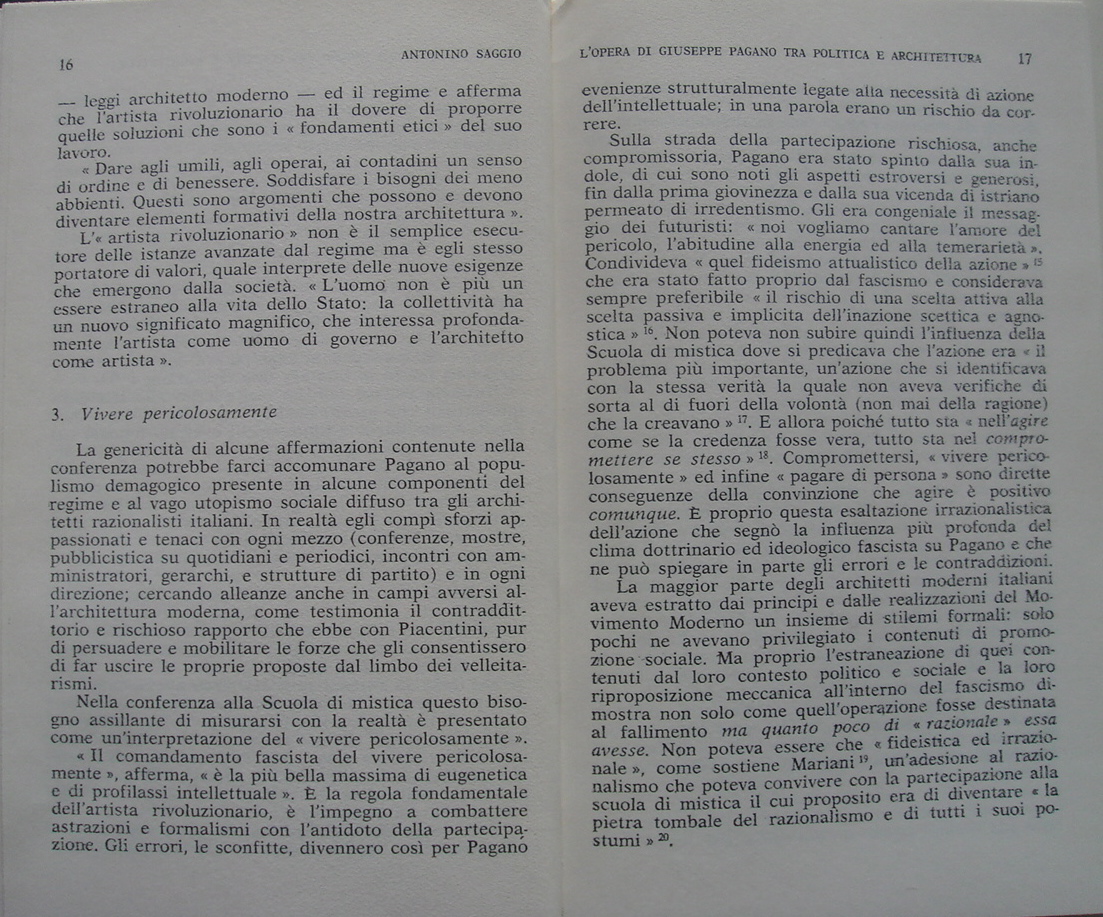 16
ANTONINO SAGGIO
— leggi architetto moderno — ed il regime e afferma
che l'artista rivoluzionario ha il dovere di proporre
quelle soluzioni che sono i « fondamenti etici » del suo
lavoro.
« Dare agli umili, agli operai, ai contadini un senso
di ordine e di benessere. Soddisfare i bisogni dei meno
abbienti. Questi sono argomenti che possono e devono
diventare elementi formativi della nostra architettura ».
L'« artista rivoluzionario » non è il semplice esecu-
tore delle istanze avanzate dal regime ma è egli stesso
portatore di valori, quale interprete delle nuove esigenze
che emergono dalla società. « L'uomo non è più un
essere estraneo alla vita dello Stato: la collettività ha
un nuovo significato magnifico, che interessa profonda-
mente l'artista come uomo di governo e l'architetto
come artista ».
3. Vivere pericolosamente
La genericità di alcune affermazioni contenute nella
conferenza potrebbe farci accomunare Pagano al popu-
lismo demagogico presente in alcune componenti del
regime e al vago utopismo sociale diffuso tra gli archi-
tetti razionalisti italiani. In realtà egli compì sforzi ap-
passionati e tenaci con ogni mezzo (conferenze, mostre,
pubblicistica su quotidiani e periodici, incontri con am-
ministratori, gerarchi, e strutture di partito) e in ogni
direzione; cercando alleanze anche in campi avversi al-
l'architettura moderna, come testimonia il contraddit-
torio e rischioso rapporto che ebbe con Piacentini, pur
di persuadere e mobilitare le forze che gli consentissero
di far uscire le proprie proposte dal limbo dei velleita-
rismi.
Nella conferenza alla Scuola di mistica questo biso-
gno assillante di misurarsi con la realtà è presentato
come un'interpretazione del « vivere pericolosamente ».
« Il comandamento fascista del vivere pericolosa-
mente », afferma, « è la più bella massima di eugenetica
e di profilassi intellettuale ». È la regola fondamentale
dell'artista rivoluzionario, è l'impegno a combattere
astrazioni e formalismi con l'antidoto della partecipa-
zione. Gli errori, le sconfitte, divennero così per Pagano
L'OPERA DI GIUSEPPE PAGANO TRA POLITICA E ARCHITETTURA
17
evenienze strutturalmente legate alla necessità di azione
dell'intellettuale; in una parola erano un rischio da cor-
rere.
Sulla strada della partecipazione rischiosa, anche
compromissoria, Pagano era stato spinto dalla sua in-
dole, di cui sono noti gli aspetti estroversi e generosi,
fin dalla prima giovinezza e dalla sua vicenda di istriano
permeato di irredentismo. Gli era congeniale il messag-
gio dei futuristi: « noi vogliamo cantare l'amore del
pericolo, l'abitudine alla energia ed alla temerarietà ».
Condivideva « quel fideismo attualistico della azione » 15
che era stato fatto proprio dal fascismo e considerava
sempre preferibile « il rischio di una scelta attiva alla
scelta passiva e implicita dell'inazione scettica e agno-
stica » 16. Non poteva non subire quindi l'influenza della
Scuola di mistica dove si predicava che l'azione era « il
problema più importante, un'azione che si identificava
con la stessa verità la quale non aveva verifiche di
sorta al di fuori della volontà (non mai della ragione)
che la creavano » 17. E allora poiché tutto sta « nell'agire
come se la credenza fosse vera, tutto sta nel compro-
mettere se stesso » 18. Compromettersi, « vivere perico-
losamente » ed infine « pagare di persona » sono dirette
conseguenze della convinzione che agire è positivo
comunque. È proprio questa esaltazione irrazionalistica
dell'azione che segnò la influenza più profonda del
clima dottrinario ed ideologico fascista su Pagano e che
ne può spiegare in parte gli errori e le contraddizioni.
La maggior parte degli architetti moderni italiani
aveva estratto dai principi e dalle realizzazioni del Mo-
vimento Moderno un insieme di stilemi formali: solo
pochi ne avevano privilegiato i contenuti di promo-
zione sociale. Ma proprio l'estraneazione di quei con-
tenuti dal loro contesto politico e sociale e la loro
riproposizione meccanica all'interno del fascismo di-
mostra non solo come quell'operazione fosse destinata
al fallimento ma quanto poco di « razionale » essa
avesse. Non poteva essere che « fideistica ed irrazio-
nale », come sostiene Mariani 19, un'adesione al razio-
nalismo che poteva convivere con la partecipazione alla
scuola di mistica il cui proposito era di diventare « la
pietra tombale del razionalismo e di tutti i suoi po-
stumi » 20.